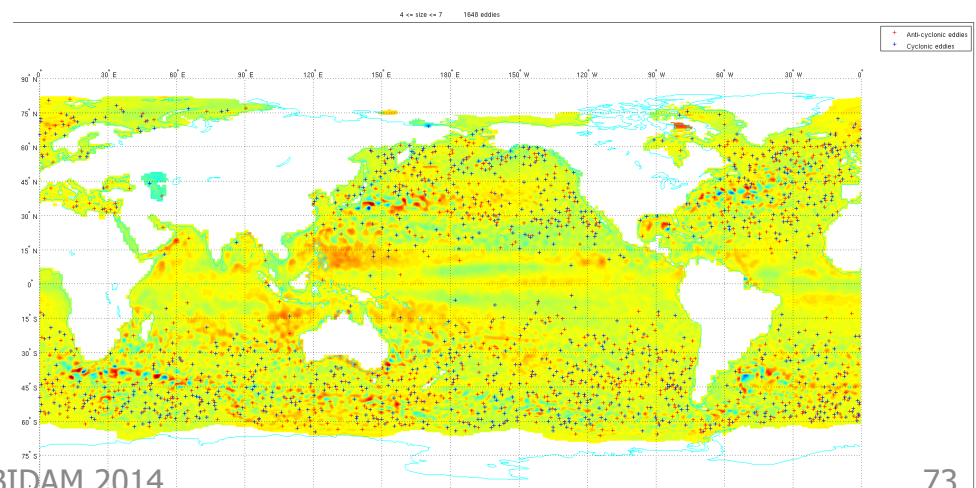 4 <= size <= 7 1648 eddies
+ Anti-cyclonic eddies
+ Cyclonic eddies
0° 30° E 60° E 90° E 120° E 150° E 180° E 150° W 120° W 90° W 60° W 30° W 0°
90° N
75° N
60° N
45° N
30° N
15° N
0°
15° S
30° S
45° S
60° S
75° S
BIDAM 2014
73